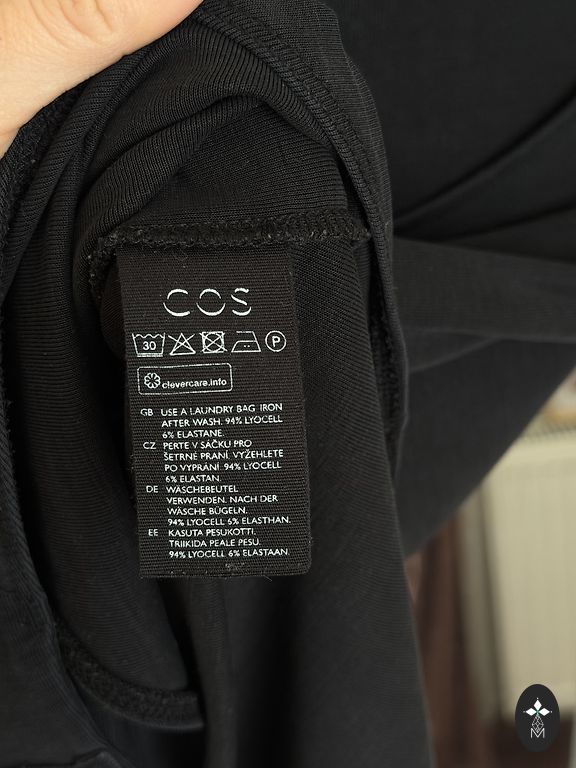 COS
30 P
clevercare.info
GB USE A LAUNDRY BAG. IRON
AFTER WASH. 94% LYOCELL
6% ELASTANE.
CZ PERTE V SÁČKU PRO
ŠETRNÉ PRANÍ. VYŽEHLETE
PO VYPRÁNÍ. 94% LYOCELL
6% ELASTAN.
DE WÄSCHEBEUTEL
VERWENDEN. NACH DER
WÄSCHE BÜGELN.
94% LYOCELL 6% ELASTHAN.
EE KASUTA PESUKOTTI.
TRIIKIDA PEALE PESU.
94% LYOCELL 6% ELASTAAN.
M